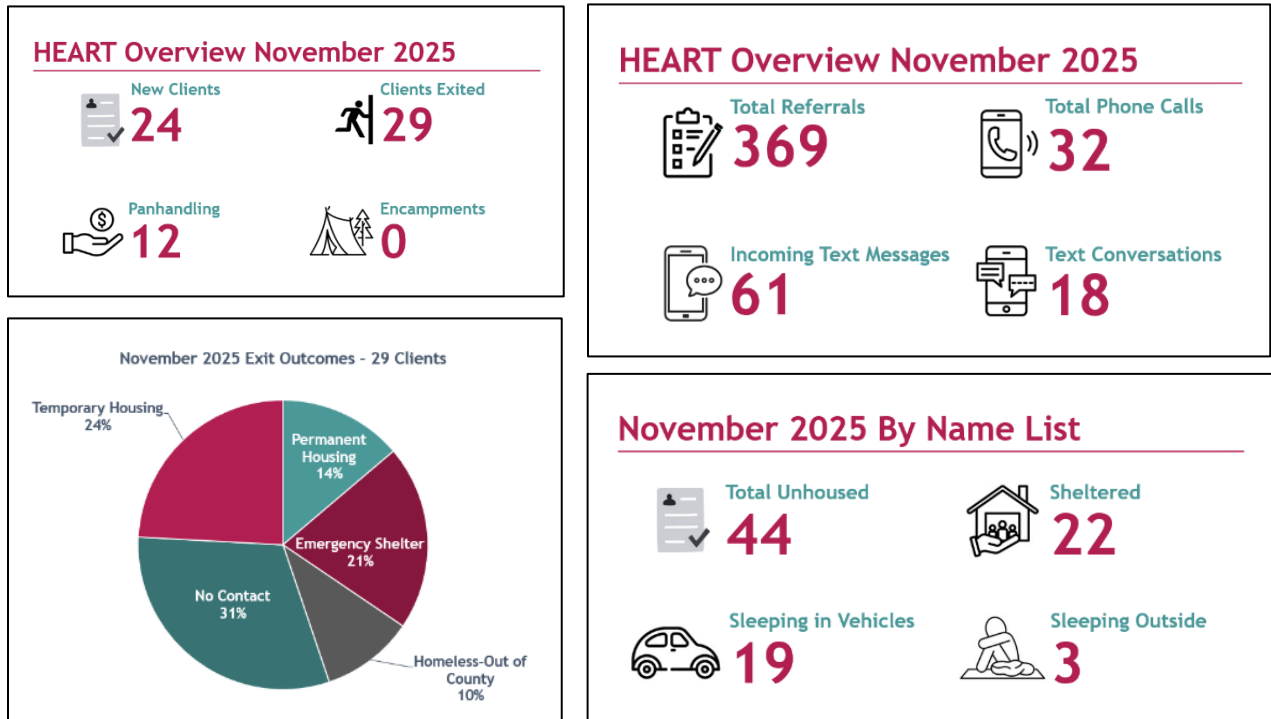 HEART Overview November 2025
New Clients
24
Clients Exited
29
Panhandling
12
Encampments
0
HEART Overview November 2025
Total Referrals
369
Total Phone Calls
32
Incoming Text Messages
61
Text Conversations
18
November 2025 Exit Outcomes - 29 Clients
Temporary Housing
24%
Permanent
Housing
14%
Emergency Shelter
21%
No Contact
31%
Homeless-Out of
County
10%
November 2025 By Name List
Total Unhoused
44
Sheltered
22
Sleeping in Vehicles
19
Sleeping Outside
3